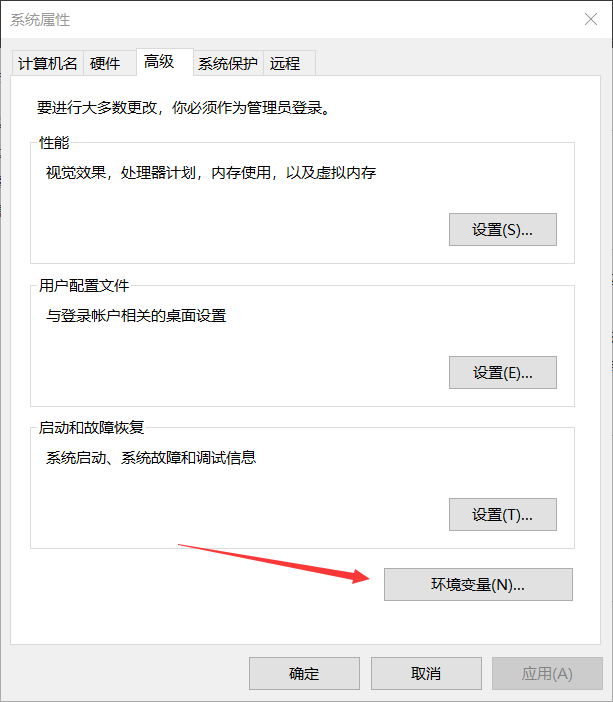 系统属性
计算机名 硬件 高级 系统保护 远程
要进行大多数更改，你必须作为管理员登录。
性能
视觉效果，处理器计划，内存使用，以及虚拟内存
设置(S)...
用户配置文件
与登录帐户相关的桌面设置
设置(E)...
启动和故障恢复
系统启动、系统故障和调试信息
设置(T)...
环境变量(N)...
确定 取消 应用(A)